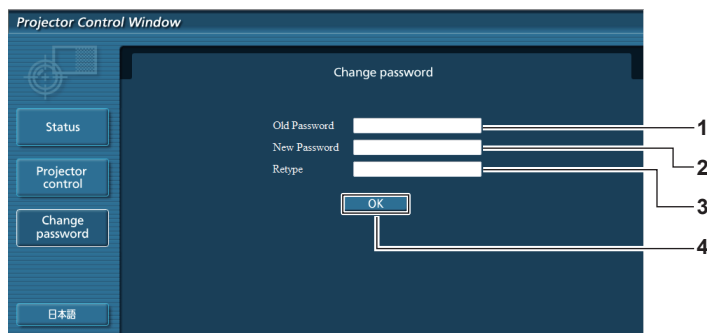 Projector Control Window
Change password
Status
Projector
control
Change
password
日本語
Old Password
New Password
Retype
OK
1
2
3
4